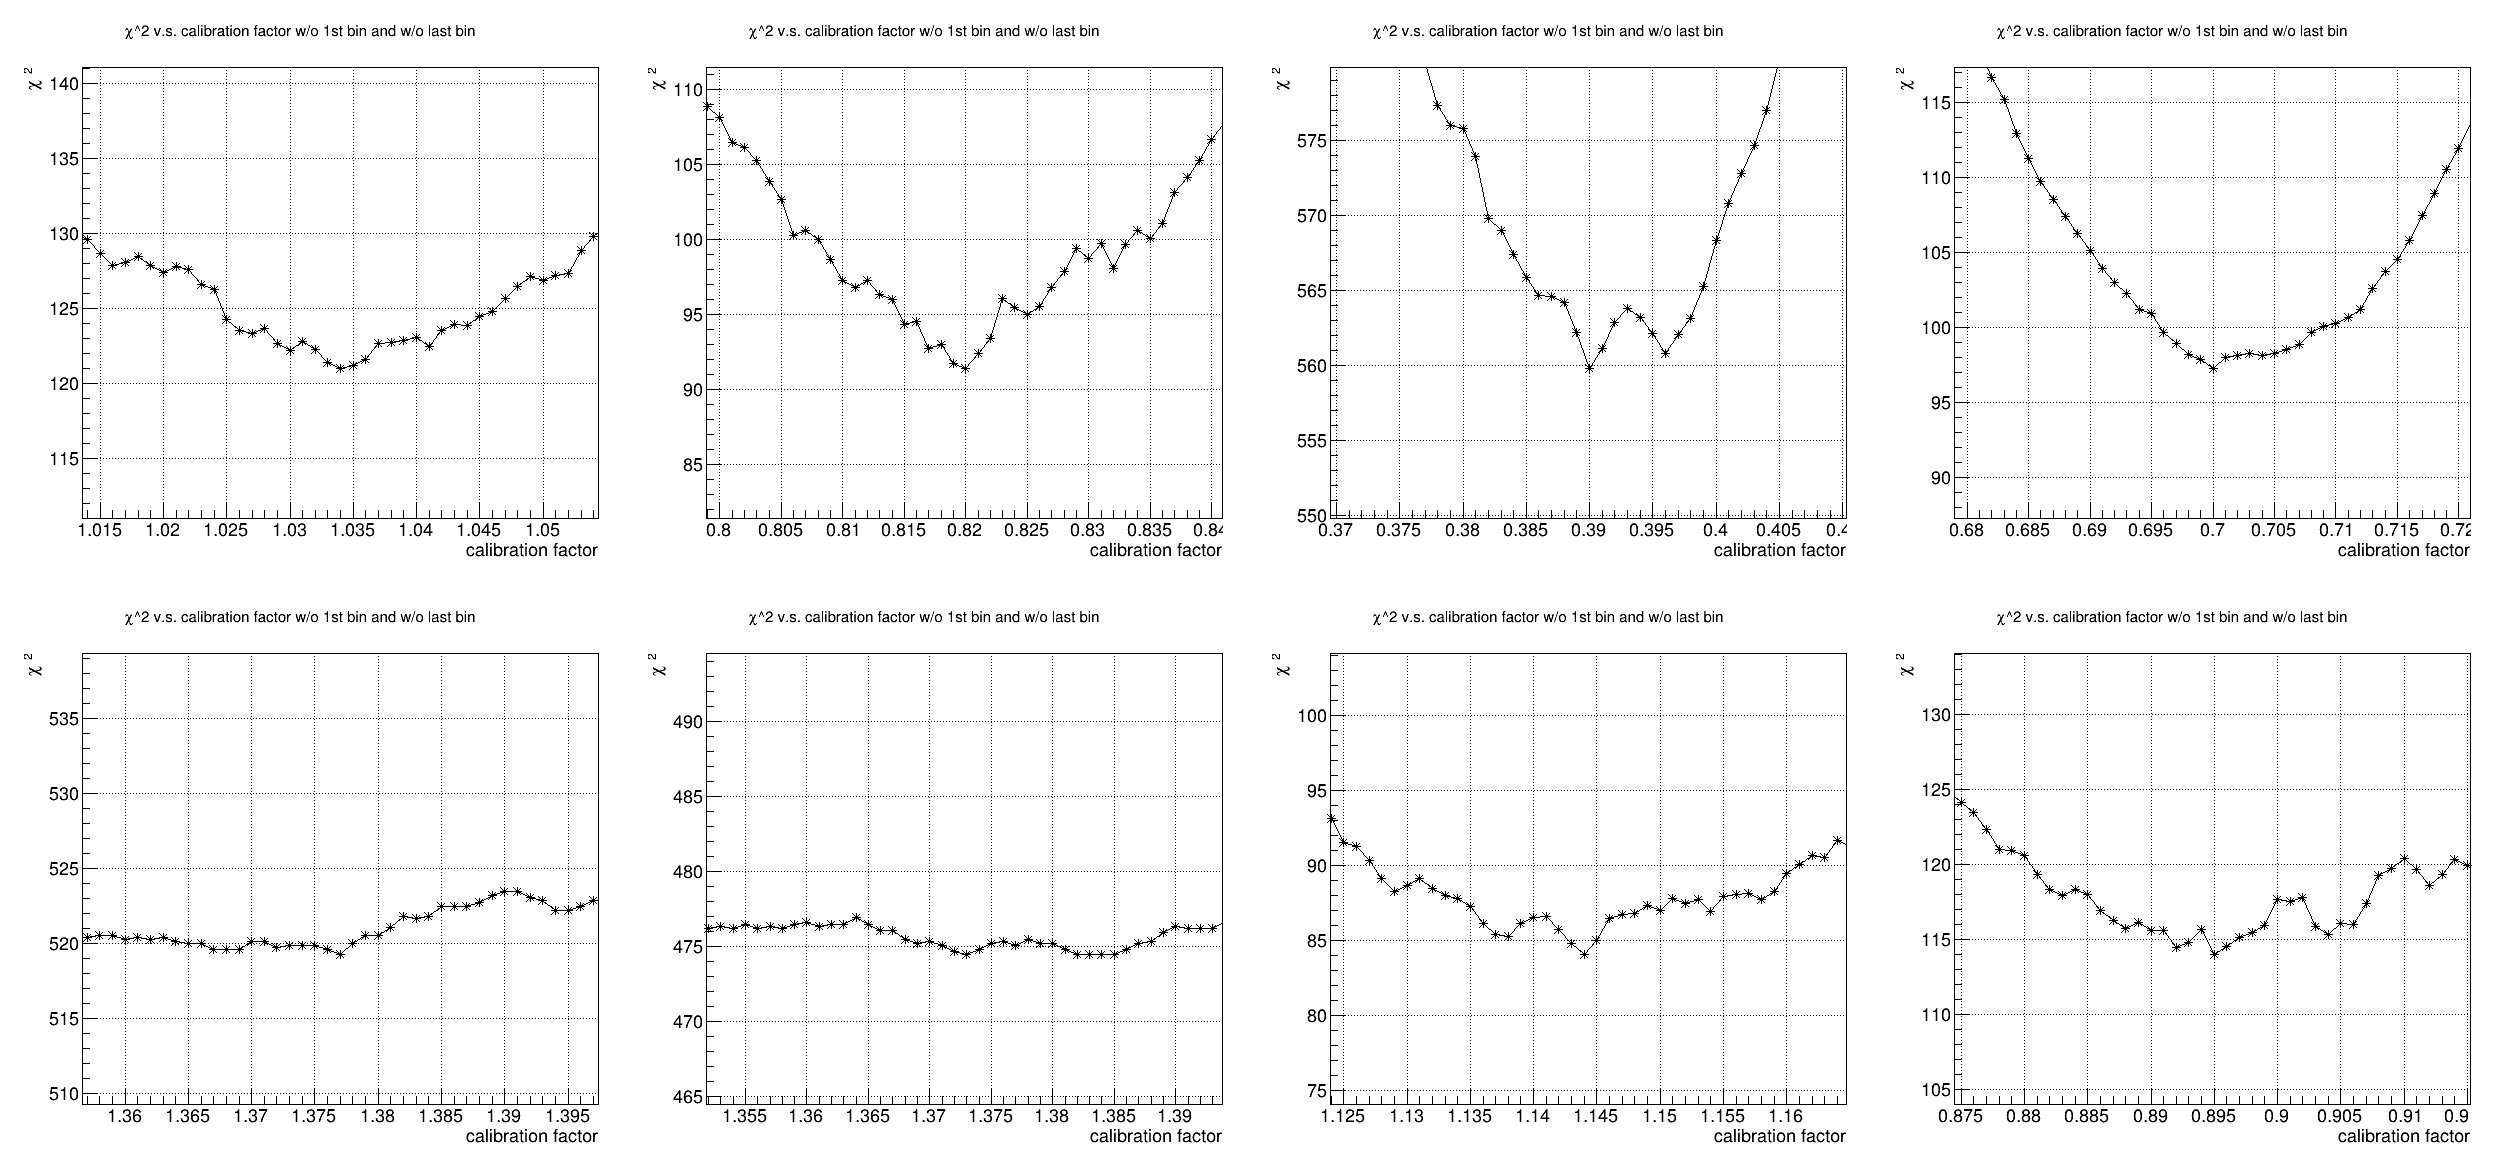 χ^2 v.s. calibration factor w/o 1st bin and w/o last bin
χ 2
140
135
130
125
120
115
1.015 1.02 1.025 1.03 1.035 1.04 1.045 1.05
calibration factor
χ^2 v.s. calibration factor w/o 1st bin and w/o last bin
χ 2
110
105
100
95
90
85
0.8 0.805 0.81 0.815 0.82 0.825 0.83 0.835 0.84
calibration factor
χ^2 v.s. calibration factor w/o 1st bin and w/o last bin
χ 2
575
570
565
560
555
550
0.37 0.375 0.38 0.385 0.39 0.395 0.4 0.405 0.4
calibration factor
χ^2 v.s. calibration factor w/o 1st bin and w/o last bin
χ 2
115
110
105
100
95
90
0.68 0.685 0.69 0.695 0.7 0.705 0.71 0.715 0.72
calibration factor
χ^2 v.s. calibration factor w/o 1st bin and w/o last bin
χ 2
535
530
525
520
515
510
1.36 1.365 1.37 1.375 1.38 1.385 1.39 1.395
calibration factor
χ^2 v.s. calibration factor w/o 1st bin and w/o last bin
χ 2
490
485
480
475
470
465
1.355 1.36 1.365 1.37 1.375 1.38 1.385 1.39
calibration factor
χ^2 v.s. calibration factor w/o 1st bin and w/o last bin
χ 2
100
95
90
85
80
75
1.125 1.13 1.135 1.14 1.145 1.15 1.155 1.16
calibration factor
χ^2 v.s. calibration factor w/o 1st bin and w/o last bin
χ 2
130
125
120
115
110
105
0.875 0.88 0.885 0.89 0.895 0.9 0.905 0.91 0.9
calibration factor